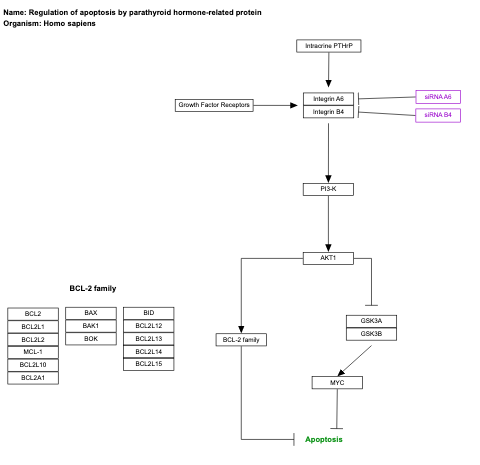 Name: Regulation of apoptosis by parathyroid hormone-related protein
Organism: Homo sapiens
Intracrine PTHrP
Growth Factor Receptors
Integrin A6
Integrin B4
siRNA A6
siRNA B4
PI3-K
AKT1
BCL-2 family
BCL2
BCL2L1
BCL2L2
MCL-1
BCL2L10
BCL2A1
BAX
BAK1
BOK
BID
BCL2L12
BCL2L13
BCL2L14
BCL2L15
BCL-2 family
GSK3A
GSK3B
MYC
Apoptosis